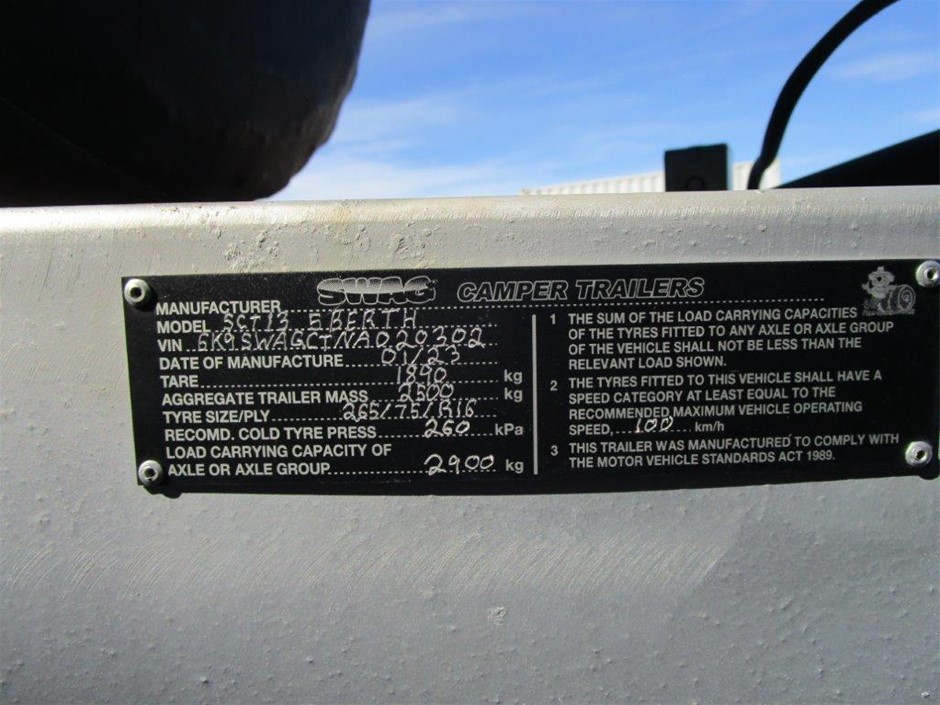 MANUFACTURER SWAG CAMPER TRAILERS
MODEL SCT13 5 BERTH
VIN 6K9SWAGCTNA020302
DATE OF MANUFACTURE 01/23
TARE 1890 kg
AGGREGATE TRAILER MASS 2500 kg
TYRE SIZE/PLY 265/75/R16
RECOMD. COLD TYRE PRESS 260 kPa
LOAD CARRYING CAPACITY OF
AXLE OR AXLE GROUP 2900 kg
1 THE SUM OF THE LOAD CARRYING CAPACITIES
OF THE TYRES FITTED TO ANY AXLE OR AXLE GROUP
OF THE VEHICLE SHALL NOT BE LESS THAN THE
RELEVANT LOAD SHOWN.
2 THE TYRES FITTED TO THIS VEHICLE SHALL HAVE A
SPEED CATEGORY AT LEAST EQUAL TO THE
RECOMMENDED MAXIMUM VEHICLE OPERATING
SPEED, 100 km/h
3 THIS TRAILER WAS MANUFACTURED TO COMPLY WITH
THE MOTOR VEHICLE STANDARDS ACT 1989.